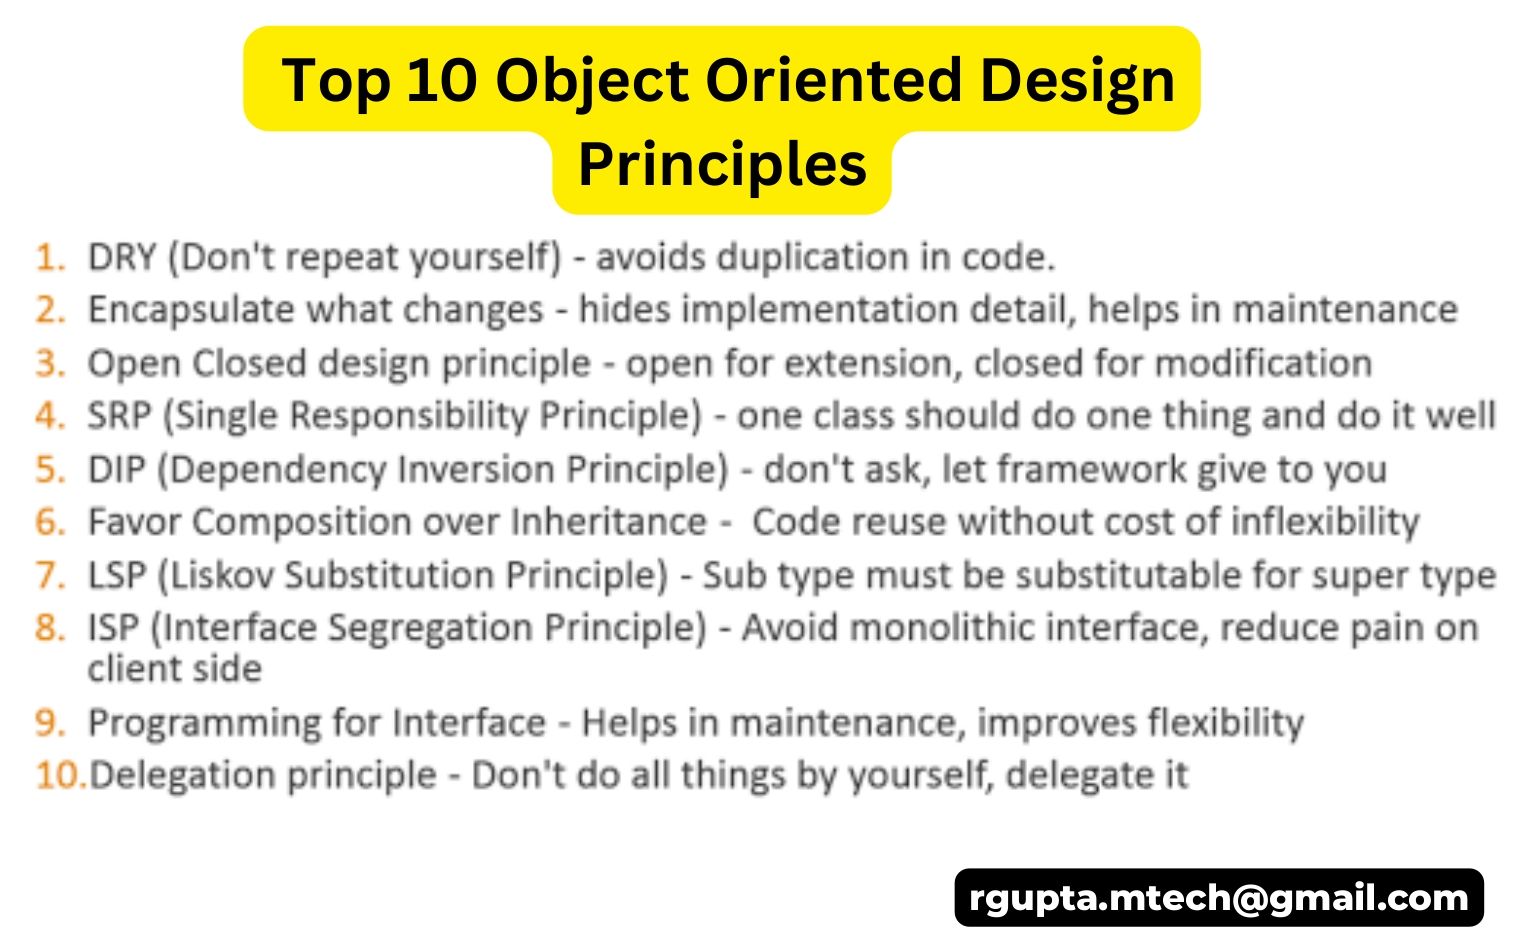 Top 10 Object Oriented Design
Principles
1. DRY (Don't repeat yourself) - avoids duplication in code.
2. Encapsulate what changes - hides implementation detail, helps in maintenance
3. Open Closed design principle - open for extension, closed for modification
4. SRP (Single Responsibility Principle) - one class should do one thing and do it well
5. DIP (Dependency Inversion Principle) - don't ask, let framework give to you
6. Favor Composition over Inheritance - Code reuse without cost of inflexibility
7. LSP (Liskov Substitution Principle) - Sub type must be substitutable for super type
8. ISP (Interface Segregation Principle) - Avoid monolithic interface, reduce pain on
client side
9. Programming for Interface - Helps in maintenance, improves flexibility
10.Delegation principle - Don't do all things by yourself, delegate it
rgupta.mtech@gmail.com